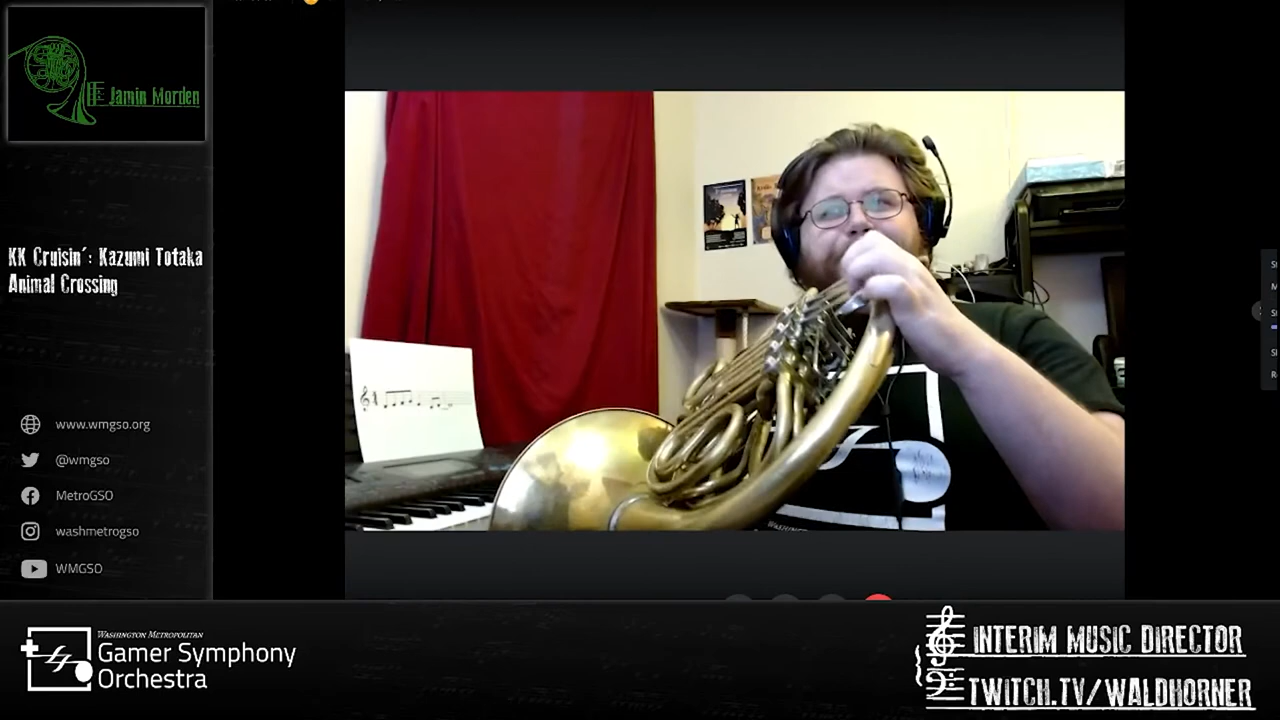 Jamin Morden
KK Cruisin´: Kazumi Totaka
Animal Crossing
www.wmgso.org
@wmgso
MetroGSO
washmetrogso
WMGSO
WASHINGTON METROPOLITAN
Gamer Symphony
Orchestra
INTERIM MUSIC DIRECTOR
TWITCH.TV/WALDHORNER